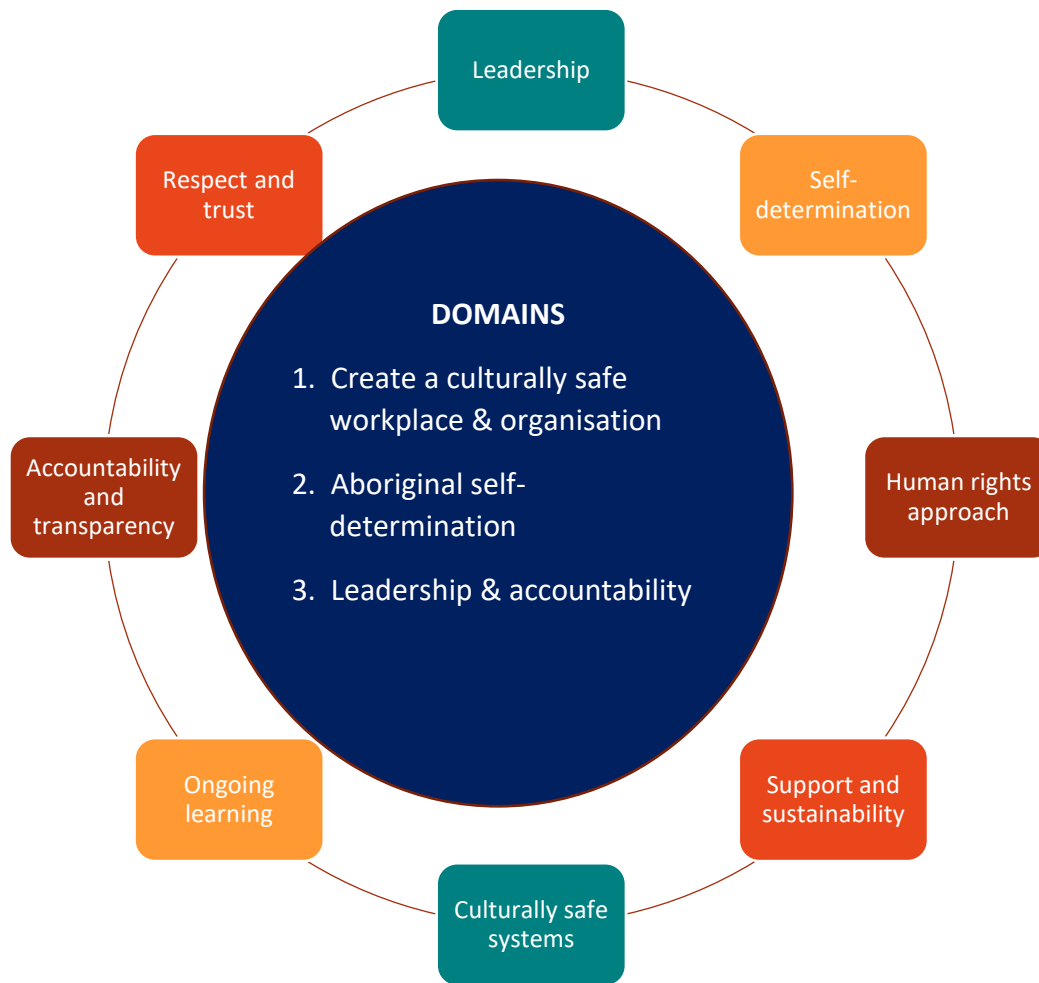 Leadership
Respect and
trust
Self-
determination
DOMAINS
1. Create a culturally safe
workplace & organisation
2. Aboriginal self-
determination
3. Leadership & accountability
Accountability
and
transparency
Human rights
approach
Ongoing
learning
Support and
sustainability
Culturally safe
systems